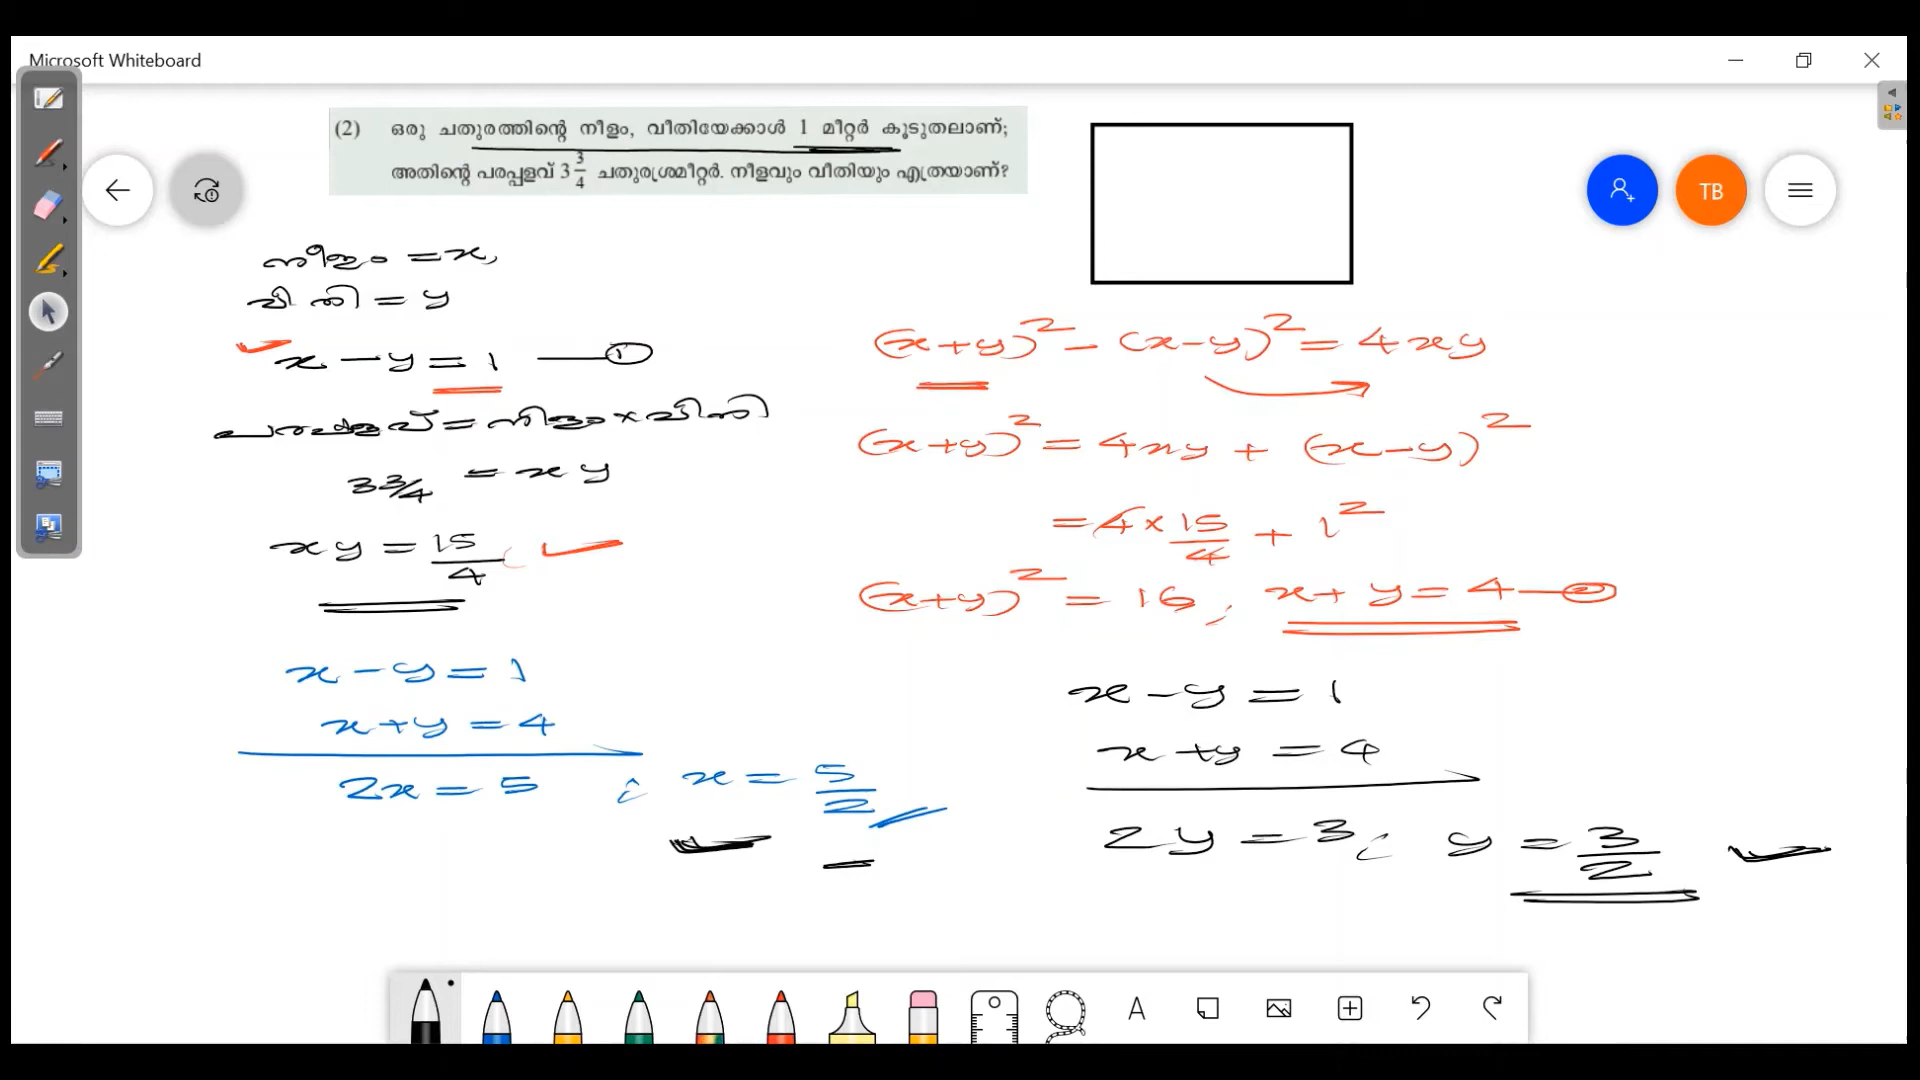 Microsoft Whiteboard
(2) ഒരു ചതുരത്തിന്റെ നീളം, വീതിയേക്കാൾ 1 മീറ്റർ കൂടുതലാണ്;
അതിന്റെ പരപ്പളവ് 3 3/4 ചതുരശ്രമീറ്റർ. നീളവും വീതിയും എത്രയാണ്?
TB
നീളം = x,
വീതി = y
x - y = 1 — ①
പരപ്പളവ് = നീളം × വീതി
3 3/4 = x y
xy = 15/4
x - y = 1
x + y = 4
2x = 5 ; x = 5/2
(x+y)² - (x-y)² = 4xy
(x+y)² = 4xy + (x-y)²
= 4 × 15/4 + 1²
(x+y)² = 16 ; x + y = 4 — ②
x - y = 1
x + y = 4
2y = 3 ; y = 3/2